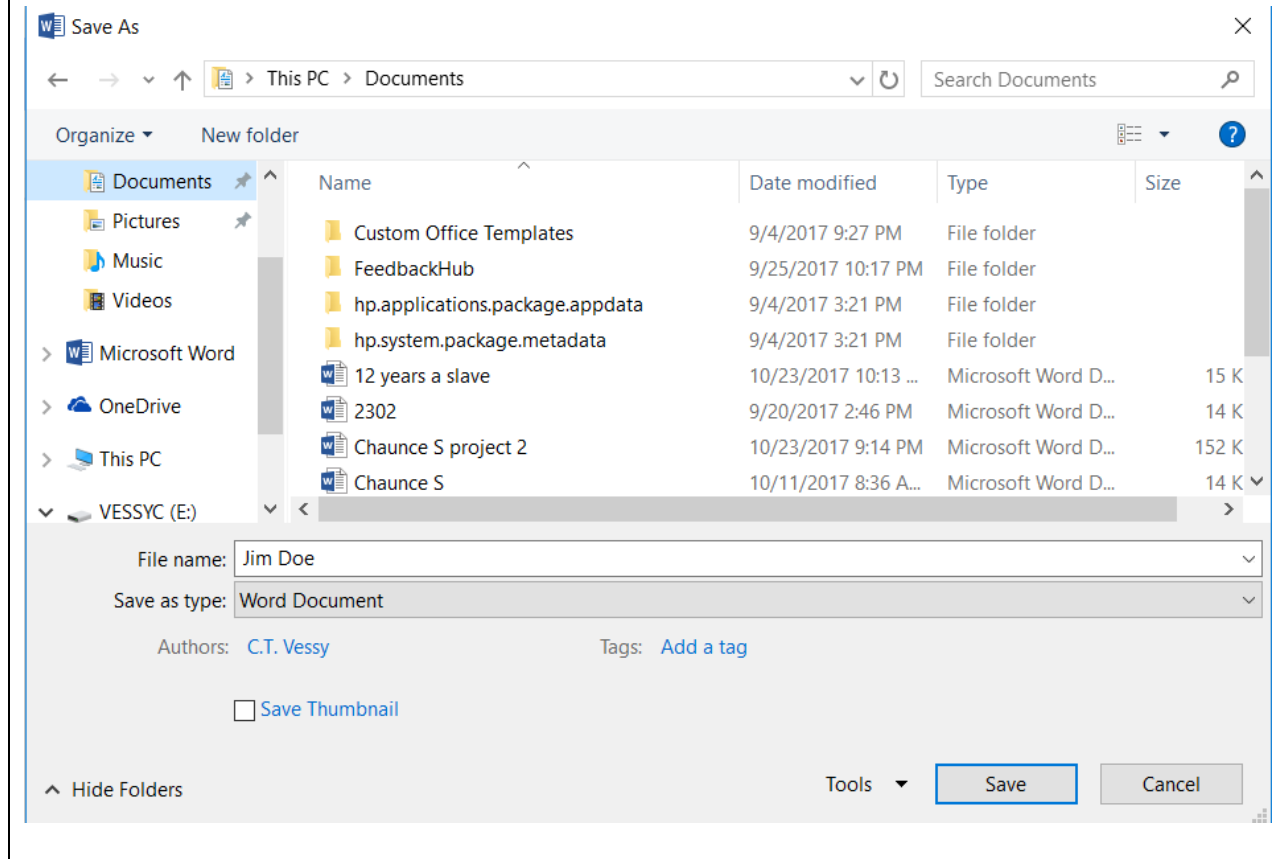 Save As
This PC > Documents
Search Documents
Organize
New folder
Name Date modified Type Size
Documents
Pictures
Music
Videos
Microsoft Word
OneDrive
This PC
VESSYC (E:)
Custom Office Templates 9/4/2017 9:27 PM File folder
FeedbackHub 9/25/2017 10:17 PM File folder
hp.applications.package.appdata 9/4/2017 3:21 PM File folder
hp.system.package.metadata 9/4/2017 3:21 PM File folder
12 years a slave 10/23/2017 10:13 ... Microsoft Word D... 15 K
2302 9/20/2017 2:46 PM Microsoft Word D... 14 K
Chaunce S project 2 10/23/2017 9:14 PM Microsoft Word D... 152 K
Chaunce S 10/11/2017 8:36 A... Microsoft Word D... 14 K
File name: Jim Doe
Save as type: Word Document
Authors: C.T. Vessy Tags: Add a tag
Save Thumbnail
Hide Folders Tools Save Cancel